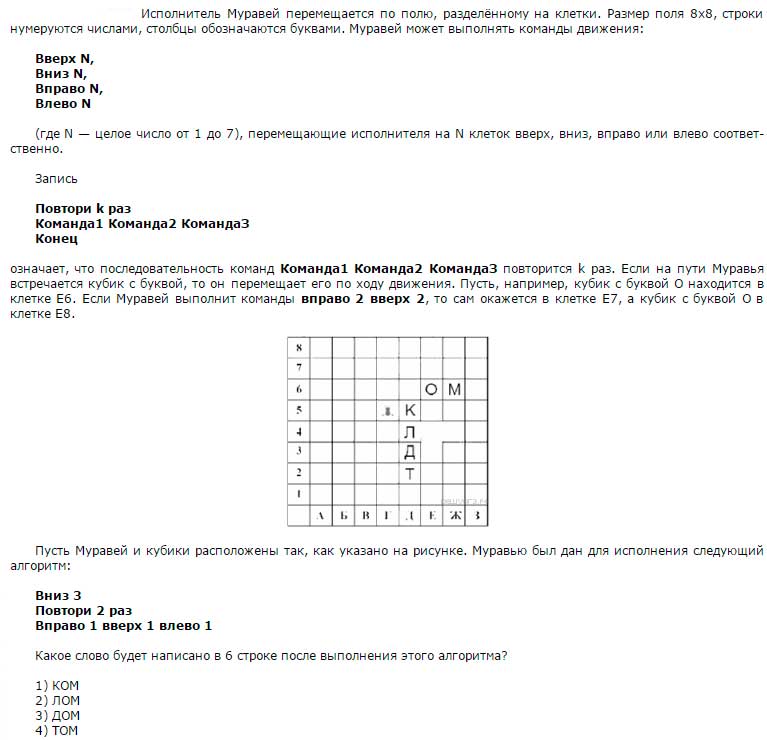 Исполнитель Муравей перемещается по полю, разделённому на клетки. Размер поля 8х8, строки
нумеруются числами, столбцы обозначаются буквами. Муравей может выполнять команды движения:
Вверх N,
Вниз N,
Вправо N,
Влево N
(где N — целое число от 1 до 7), перемещающие исполнителя на N клеток вверх, вниз, вправо или влево соответ-
ственно.
Запись
Повтори k раз
Команда1 Команда2 Команда3
Конец
означает, что последовательность команд Команда1 Команда2 Команда3 повторится k раз. Если на пути Муравья
встречается кубик с буквой, то он перемещает его по ходу движения. Пусть, например, кубик с буквой О находится в
клетке Е6. Если Муравей выполнит команды вправо 2 вверх 2, то сам окажется в клетке Е7, а кубик с буквой О в
клетке Е8.
8
7
6 О М
5 К
4 Л
3 Д
2 Т
1
А Б В Г Д Е Ж З
Пусть Муравей и кубики расположены так, как указано на рисунке. Муравью был дан для исполнения следующий
алгоритм:
Вниз 3
Повтори 2 раз
Вправо 1 вверх 1 влево 1
Какое слово будет написано в 6 строке после выполнения этого алгоритма?
1) КОМ
2) ЛОМ
3) ДОМ
4) ТОМ